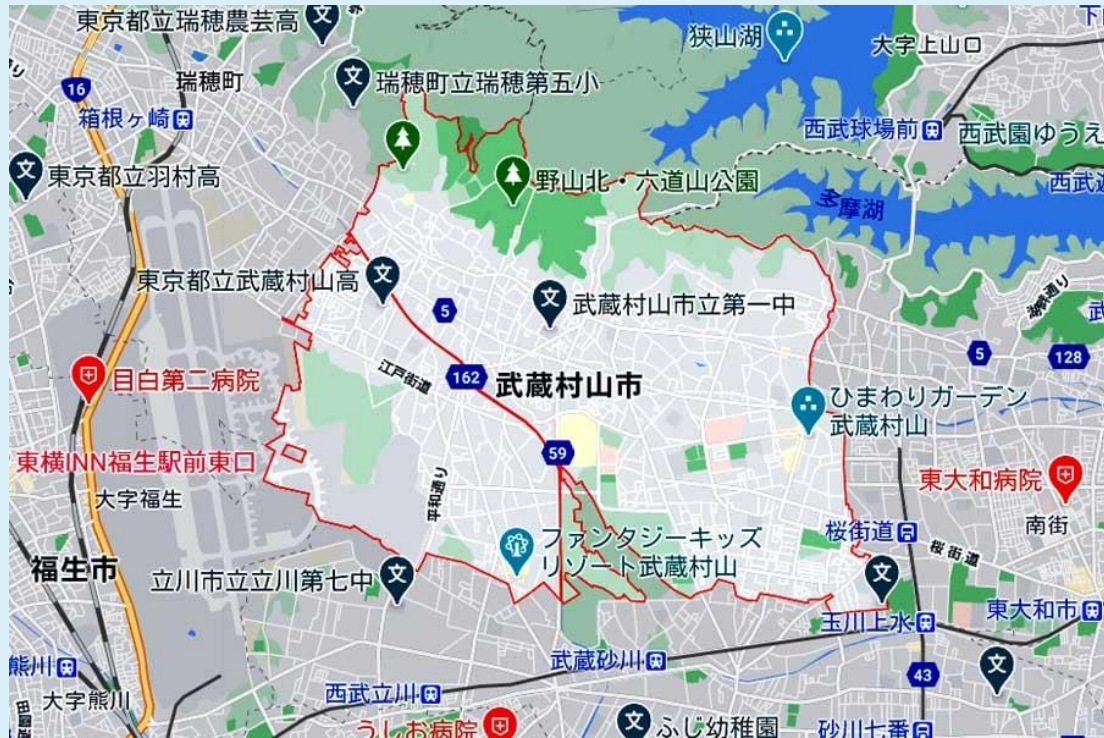 東京都立瑞穂農芸高
狭山湖
大字上山口
瑞穂町
瑞穂町立瑞穂第五小
16
箱根ヶ崎
西武球場前
西武園ゆうえ
東京都立羽村高
野山北・六道山公園
多摩湖
東京都立武蔵村山高
武蔵村山市立第一中
5
5
128
江戸街道
162
武蔵村山市
目白第二病院
ひまわりガーデン
武蔵村山
59
東横INN福生駅前東口
大字福生
平和通り
東大和病院
南街
福生市
ファンタジーキッズ
リゾート武蔵村山
桜街道
桜街道
立川市立立川第七中
玉川上水
東大和市
熊川
大字熊川
武蔵砂川
西武立川
43
うしお病院
ふじ幼稚園
砂川七番